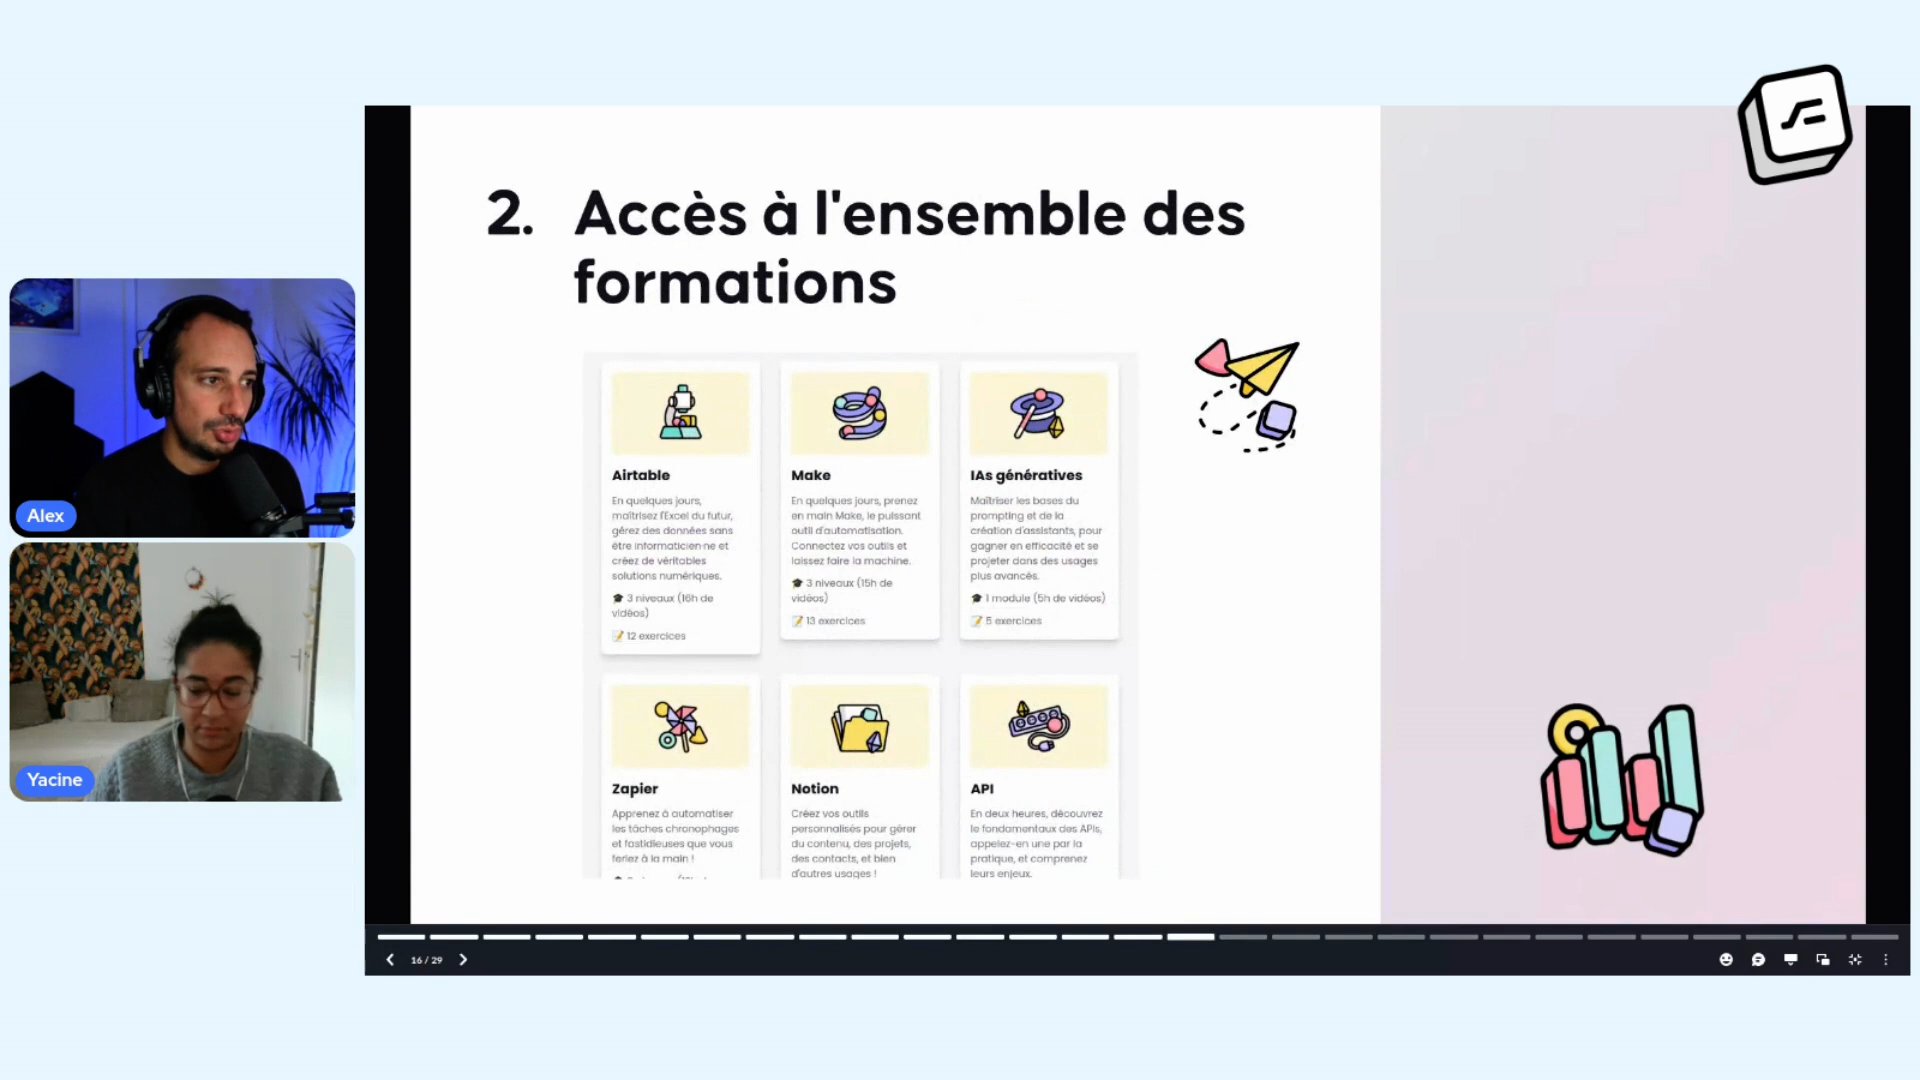 2. Accès à l'ensemble des
formations
Airtable
En quelques jours,
maîtrisez l'Excel du futur,
gérez des données sans
être informaticien·ne et
créez de véritables
solutions numériques.
🎓 3 niveaux (16h de
vidéos)
📝 12 exercices
Make
En quelques jours, prenez
en main Make, le puissant
outil d'automatisation.
Connectez vos outils et
laissez faire la machine.
🎓 3 niveaux (15h de
vidéos)
📝 13 exercices
IAs génératives
Maîtriser les bases du
prompting et de la
création d'assistants, pour
gagner en efficacité et se
projeter dans des usages
plus avancés.
🎓 1 module (5h de vidéos)
📝 5 exercices
Zapier
Apprenez à automatiser
les tâches chronophages
et fastidieuses que vous
feriez à la main !
Notion
Créez vos outils
personnalisés pour gérer
du contenu, des projets,
des contacts, et bien
d'autres usages !
API
En deux heures, découvrez
le fondamentaux des APIs,
appelez-en une par la
pratique, et comprenez
leurs enjeux.
Alex
Yacine
16 / 29